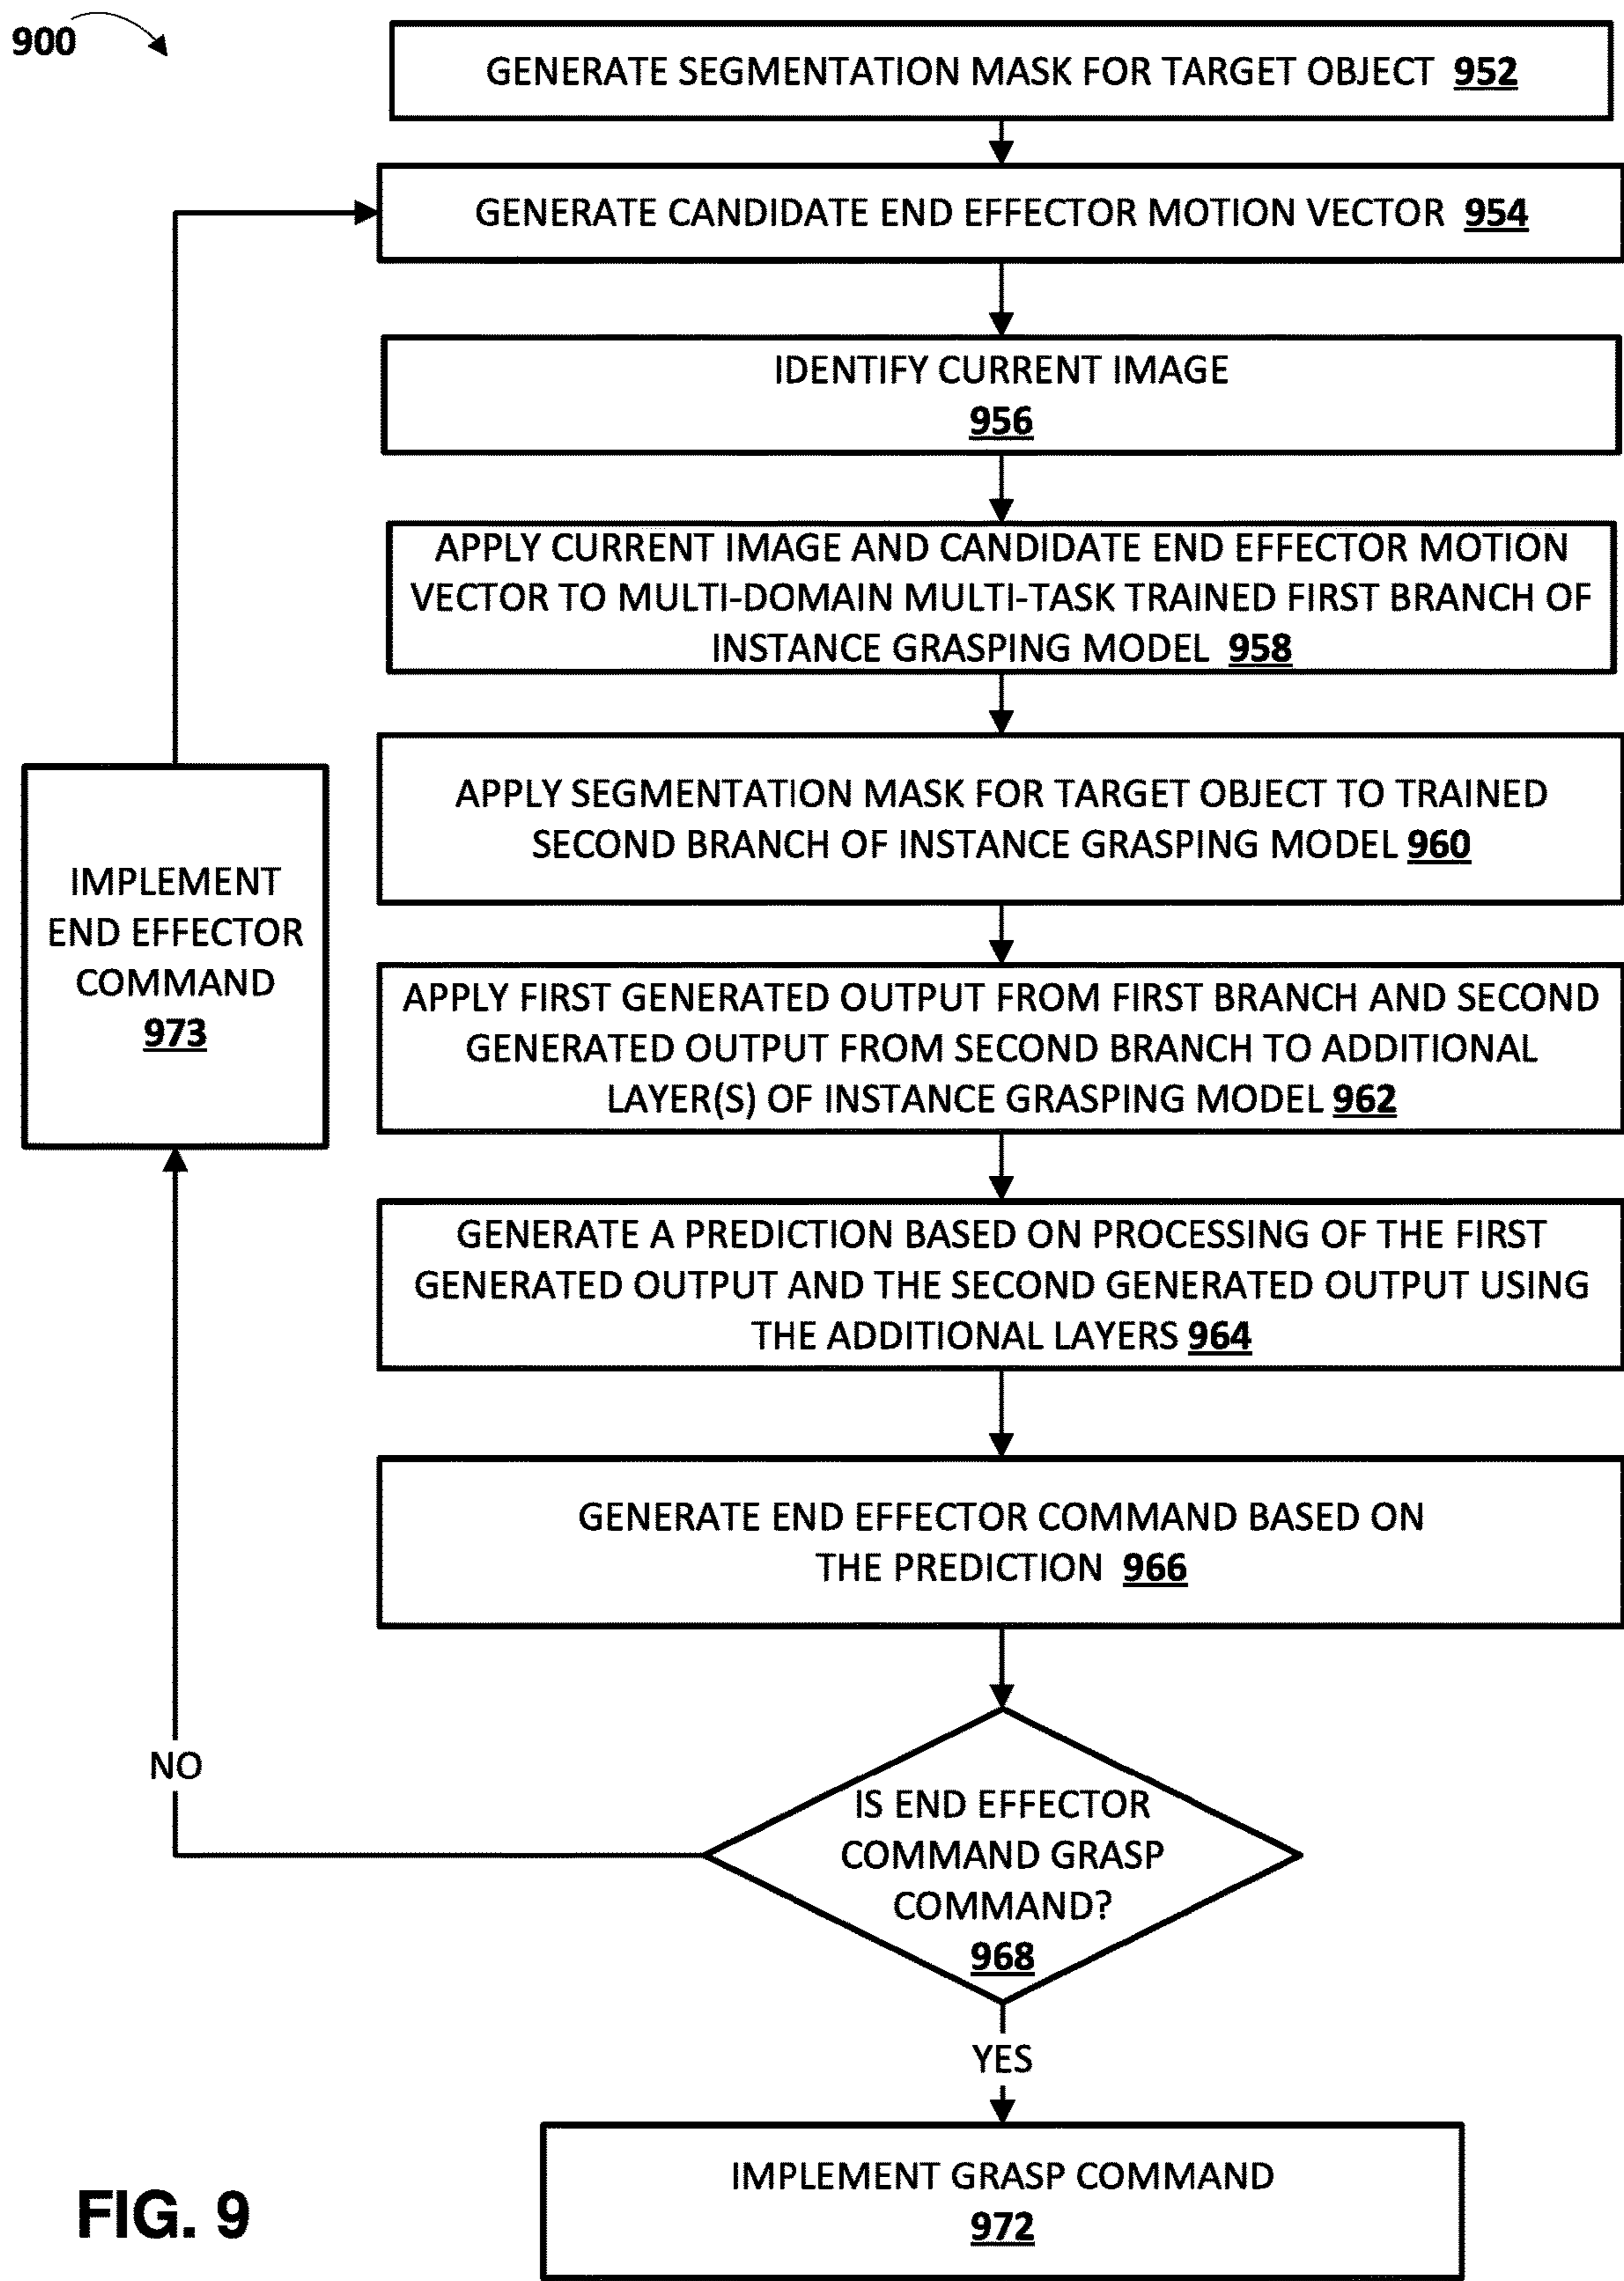 900
GENERATE SEGMENTATION MASK FOR TARGET OBJECT 952
GENERATE CANDIDATE END EFFECTOR MOTION VECTOR 954
IDENTIFY CURRENT IMAGE
956
APPLY CURRENT IMAGE AND CANDIDATE END EFFECTOR MOTION
VECTOR TO MULTI-DOMAIN MULTI-TASK TRAINED FIRST BRANCH OF
INSTANCE GRASPING MODEL 958
APPLY SEGMENTATION MASK FOR TARGET OBJECT TO TRAINED
SECOND BRANCH OF INSTANCE GRASPING MODEL 960
IMPLEMENT
END EFFECTOR
COMMAND
973
APPLY FIRST GENERATED OUTPUT FROM FIRST BRANCH AND SECOND
GENERATED OUTPUT FROM SECOND BRANCH TO ADDITIONAL
LAYER(S) OF INSTANCE GRASPING MODEL 962
GENERATE A PREDICTION BASED ON PROCESSING OF THE FIRST
GENERATED OUTPUT AND THE SECOND GENERATED OUTPUT USING
THE ADDITIONAL LAYERS 964
GENERATE END EFFECTOR COMMAND BASED ON
THE PREDICTION 966
NO
IS END EFFECTOR
COMMAND GRASP
COMMAND?
968
YES
IMPLEMENT GRASP COMMAND
972
FIG. 9